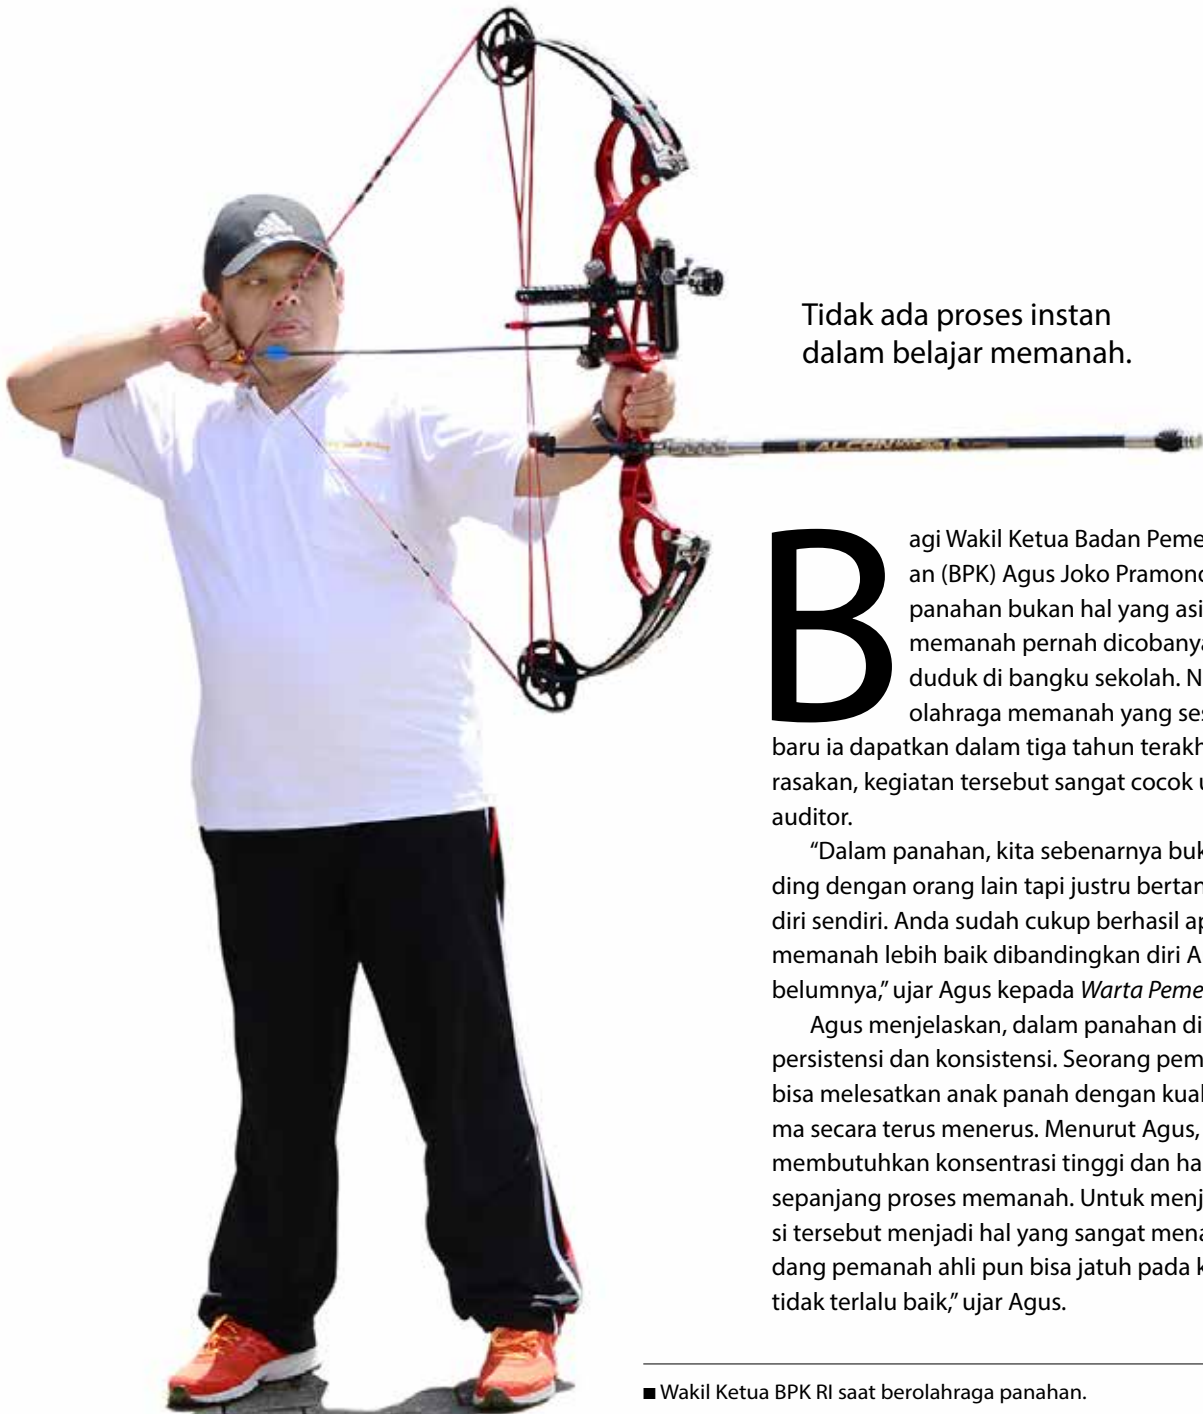 adidas
Tidak ada proses instan
dalam belajar memanah.
Bagi Wakil Ketua Badan Peme
an (BPK) Agus Joko Pramono
panahan bukan hal yang asi
memanah pernah dicobanya
duduk di bangku sekolah. N
olahraga memanah yang ses
baru ia dapatkan dalam tiga tahun terakh
rasakan, kegiatan tersebut sangat cocok u
auditor.
“Dalam panahan, kita sebenarnya buk
ding dengan orang lain tapi justru bertan
diri sendiri. Anda sudah cukup berhasil ap
memanah lebih baik dibandingkan diri A
belumnya,” ujar Agus kepada Warta Peme
Agus menjelaskan, dalam panahan di
persistensi dan konsistensi. Seorang pem
bisa melesatkan anak panah dengan kual
ma secara terus menerus. Menurut Agus,
membutuhkan konsentrasi tinggi dan ha
sepanjang proses memanah. Untuk menj
si tersebut menjadi hal yang sangat mena
dang pemanah ahli pun bisa jatuh pada k
tidak terlalu baik,” ujar Agus.
■ Wakil Ketua BPK RI saat berolahraga panahan.